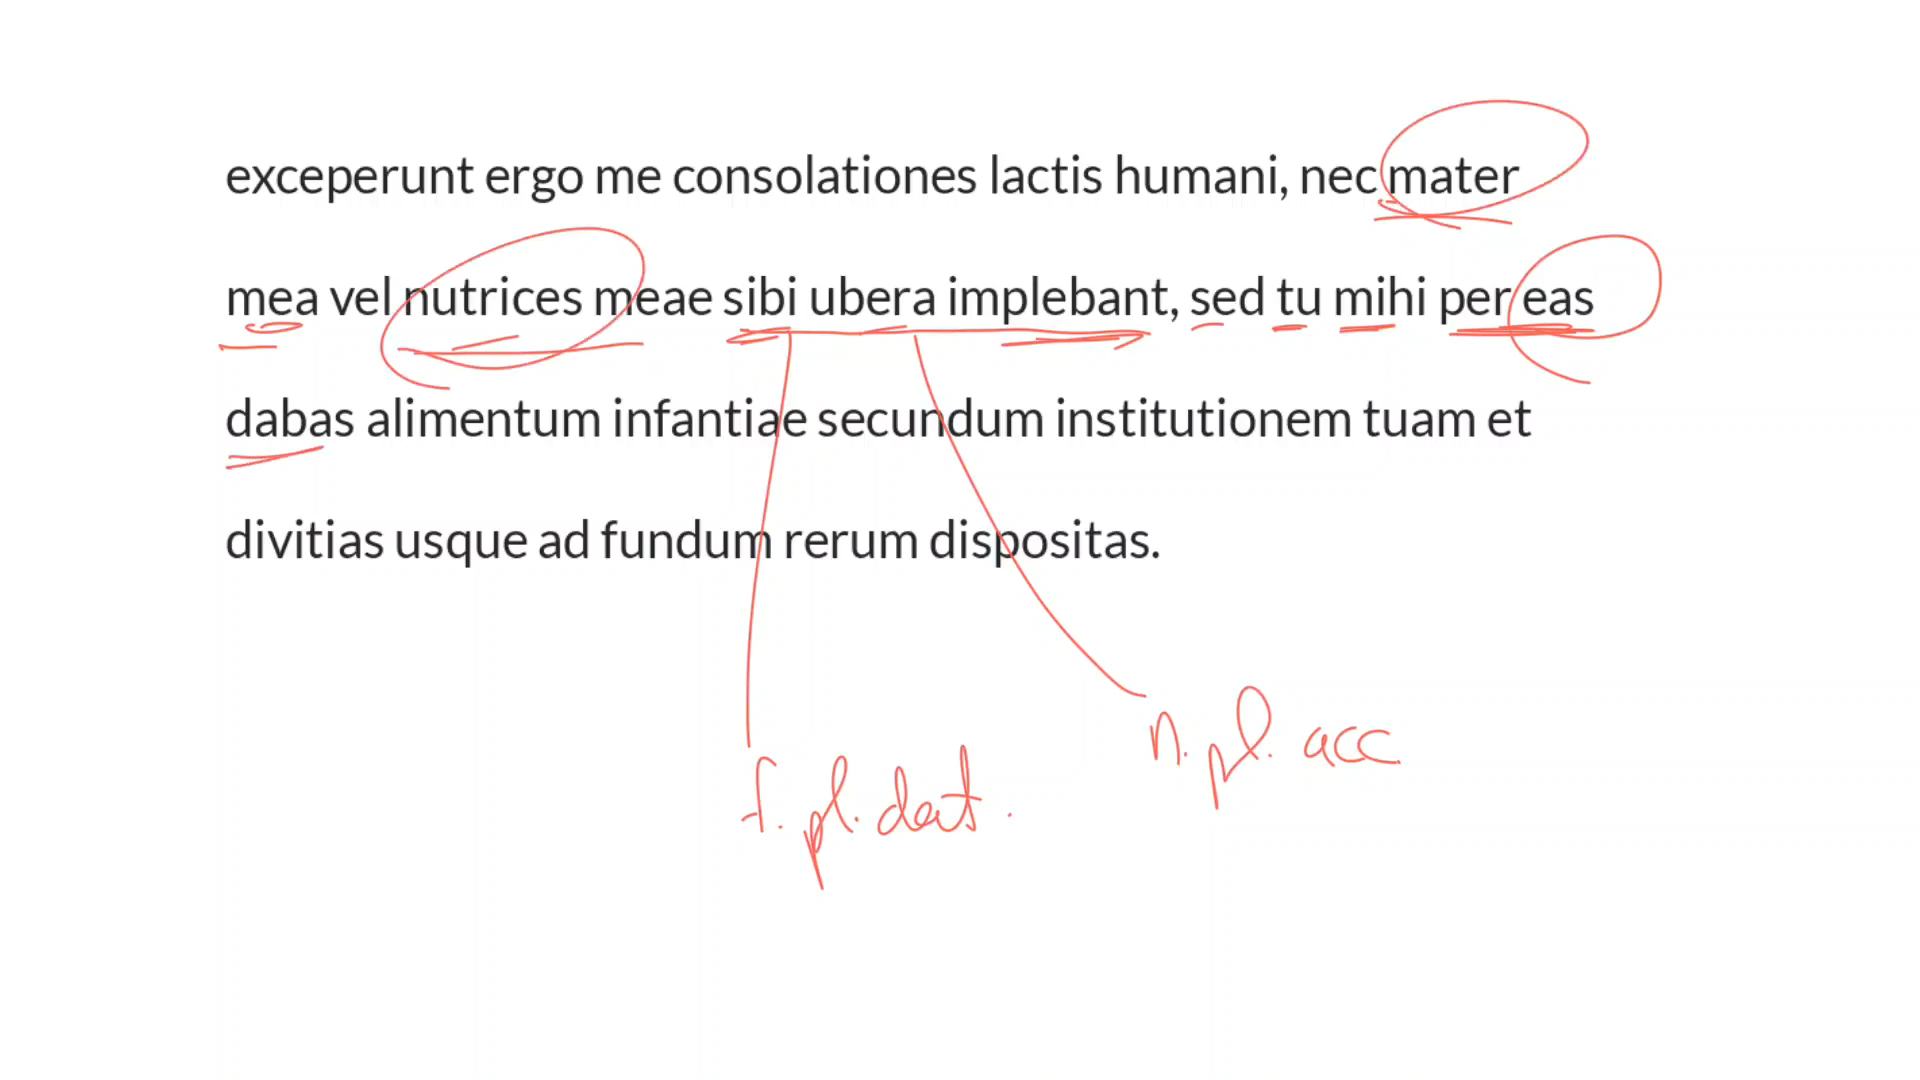 exceperunt ergo me consolationes lactis humani, nec mater
mea vel nutrices meae sibi ubera implebant, sed tu mihi per eas
dabas alimentum infantiae secundum institutionem tuam et
divitias usque ad fundum rerum dispositas.
n. pl. acc.
f. pl. dat.